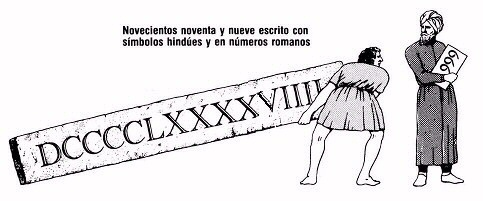 Novecientos noventa y nueve escrito con
símbolos hindúes y en números romanos
DCCCCLXXXXVIIII
999